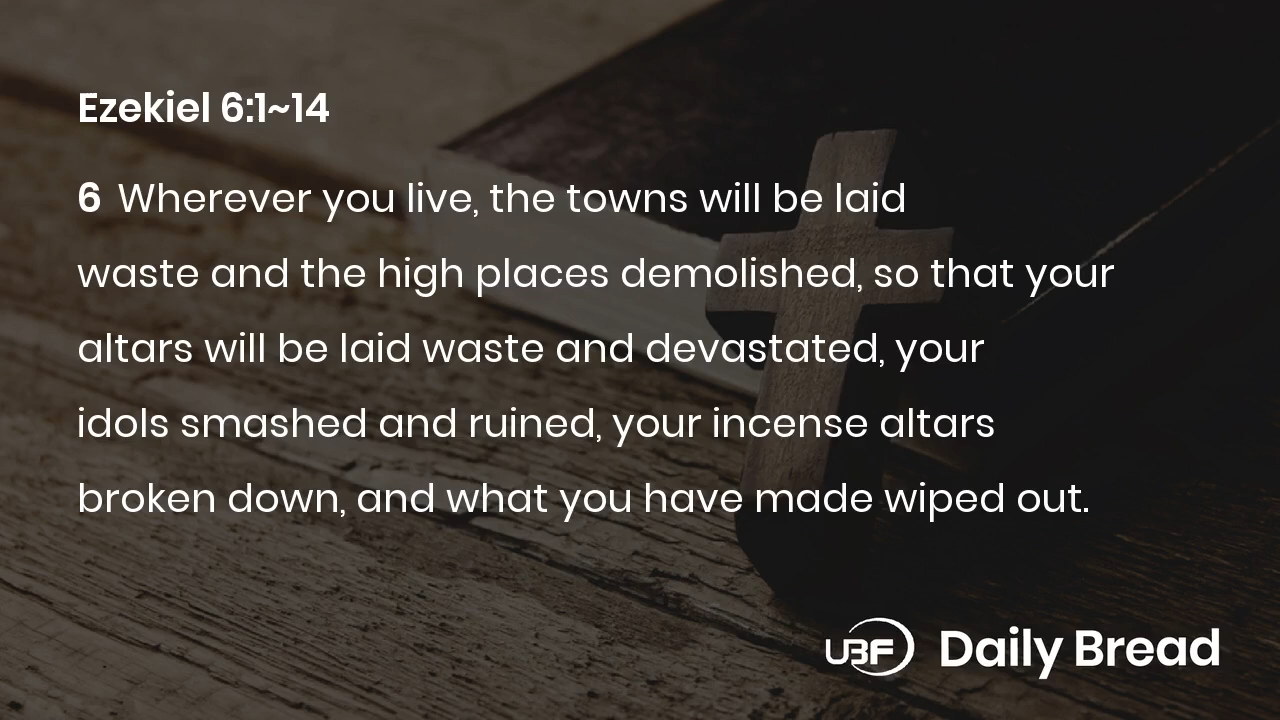 Ezekiel 6:1~14
6 Wherever you live, the towns will be laid
waste and the high places demolished, so that your
altars will be laid waste and devastated, your
idols smashed and ruined, your incense altars
broken down, and what you have made wiped out.
UBF Daily Bread